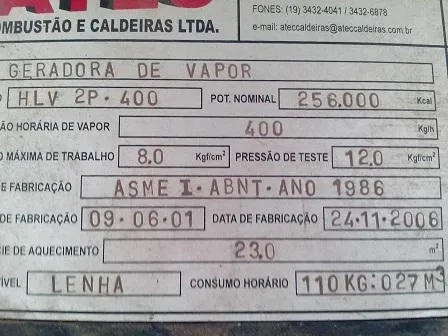 FONES: (19) 3432-4041 / 3432-6878
OMBUSTÃO E CALDEIRAS LTDA. e-mail: ateccaldeiras@ateccaldeiras.com.br
GERADORA DE VAPOR
O HLV 2P·400 POT. NOMINAL 256.000 Kcal
ÃO HORÁRIA DE VAPOR 400 Kg/h
O MÁXIMA DE TRABALHO 8.0 Kgf/cm² PRESSÃO DE TESTE 12.0 Kgf/cm²
E FABRICAÇÃO ASME I·ABNT·ANO 1986
DE FABRICAÇÃO 09·06·01 DATA DE FABRICAÇÃO 24·11·2006
IE DE AQUECIMENTO 23.0 m²
ÍVEL LENHA CONSUMO HORÁRIO 110 KG:027 M³